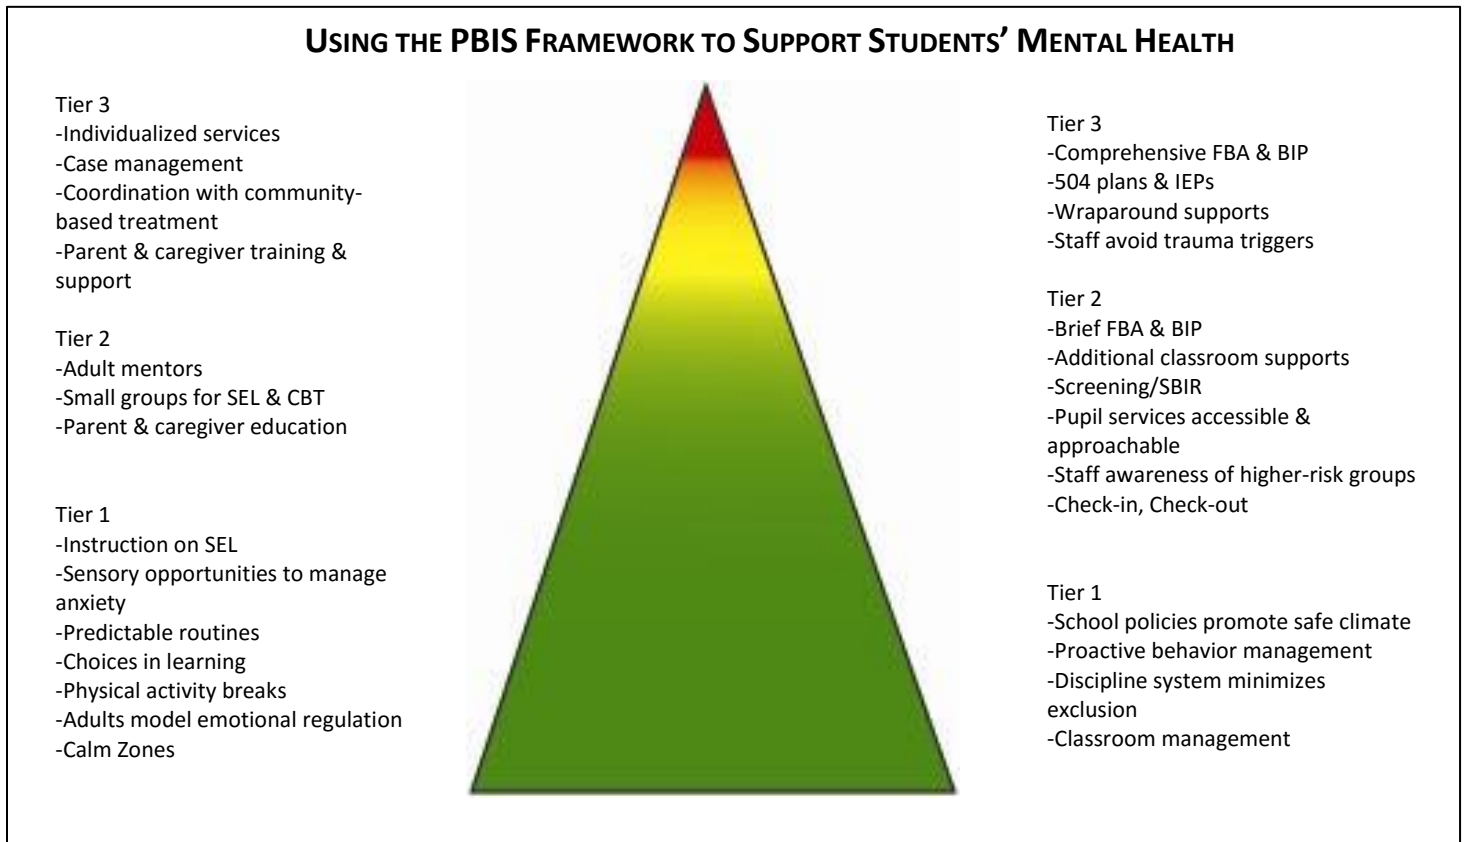 USING THE PBIS FRAMEWORK TO SUPPORT STUDENTS' MENTAL HEALTH
Tier 3
-Individualized services
-Case management
-Coordination with community-
based treatment
-Parent & caregiver training &
support
Tier 2
-Adult mentors
-Small groups for SEL & CBT
-Parent & caregiver education
Tier 1
-Instruction on SEL
-Sensory opportunities to manage
anxiety
-Predictable routines
-Choices in learning
-Physical activity breaks
-Adults model emotional regulation
-Calm Zones
Tier 3
-Comprehensive FBA & BIP
-504 plans & IEPs
-Wraparound supports
-Staff avoid trauma triggers
Tier 2
-Brief FBA & BIP
-Additional classroom supports
-Screening/SBIR
-Pupil services accessible &
approachable
-Staff awareness of higher-risk groups
-Check-in, Check-out
Tier 1
-School policies promote safe climate
-Proactive behavior management
-Discipline system minimizes
exclusion
-Classroom management